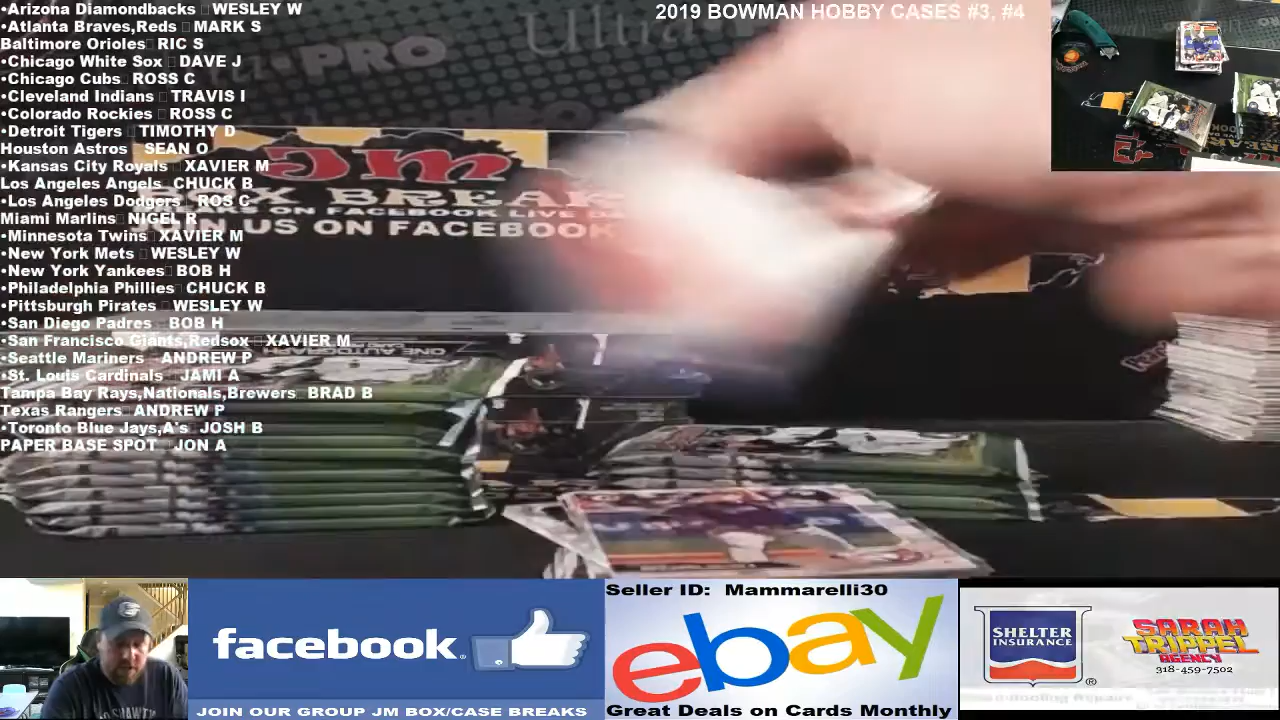 •Arizona Diamondbacks WESLEY W
•Atlanta Braves,Reds MARK S
Baltimore Orioles RIC S
•Chicago White Sox DAVE J
•Chicago Cubs ROSS C
•Cleveland Indians TRAVIS I
•Colorado Rockies ROSS C
•Detroit Tigers TIMOTHY D
Houston Astros SEAN O
•Kansas City Royals XAVIER M
Los Angeles Angels CHUCK B
•Los Angeles Dodgers ROS C
Miami Marlins NIGEL R
•Minnesota Twins XAVIER M
•New York Mets WESLEY W
•New York Yankees BOB H
•Philadelphia Phillies CHUCK B
•Pittsburgh Pirates WESLEY W
•San Diego Padres BOB H
•San Francisco Giants,Redsox XAVIER M
•Seattle Mariners ANDREW P
•St. Louis Cardinals JAMI A
Tampa Bay Rays,Nationals,Brewers BRAD B
Texas Rangers ANDREW P
•Toronto Blue Jays,A's JOSH B
PAPER BASE SPOT JON A
2019 BOWMAN HOBBY CASES #3, #4
Ultra
PRO
BOX BREAK
ON FACEBOOK LIVE
JOIN US ON FACEBOOK
ONE AUTOGRAPH
facebook
JOIN OUR GROUP JM BOX/CASE BREAKS
Seller ID: Mammarelli30
ebay
Great Deals on Cards Monthly
SHELTER
INSURANCE
®
SARAH
TRIPPEL
AGENCY
318-459-7502